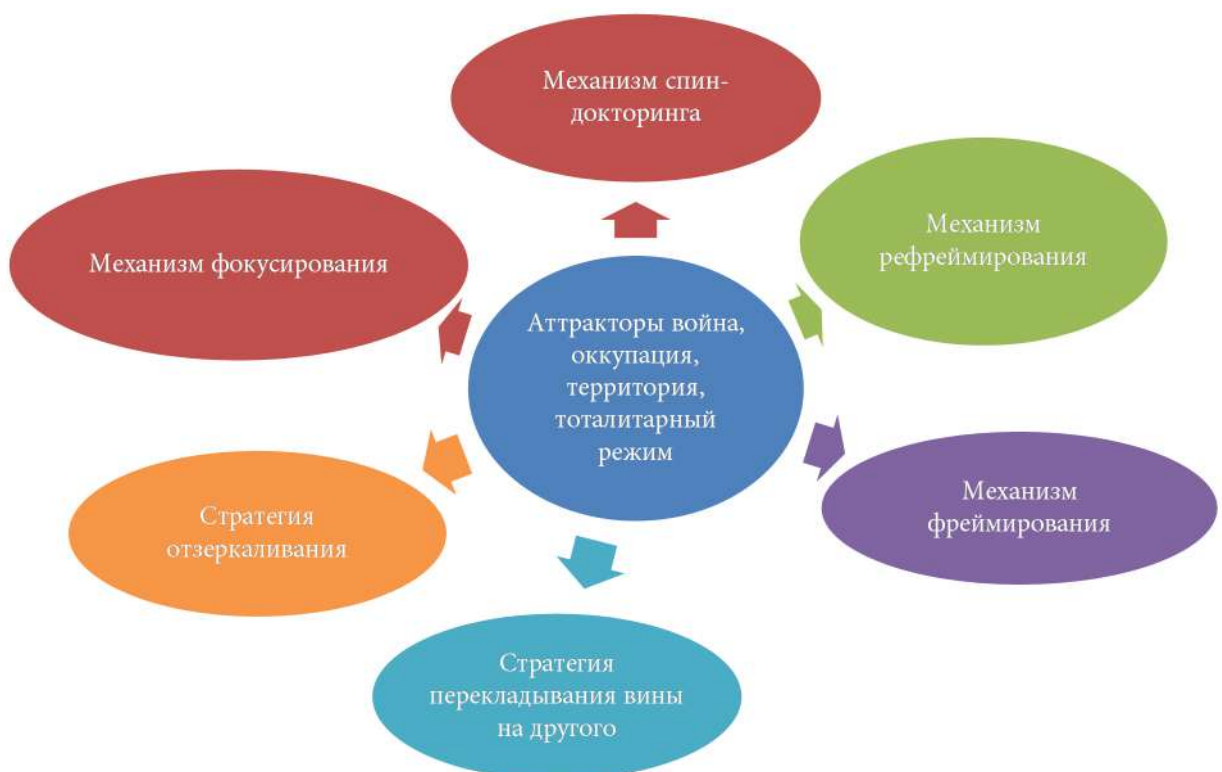 Механизм спин-
докторинга
Механизм
рефреймирования
Механизм фокусирования
Аттракторы война,
оккупация,
территория,
тоталитарный
режим
Механизм
фреймирования
Стратегия
отзеркаливания
Стратегия
перекладывания вины
на другого